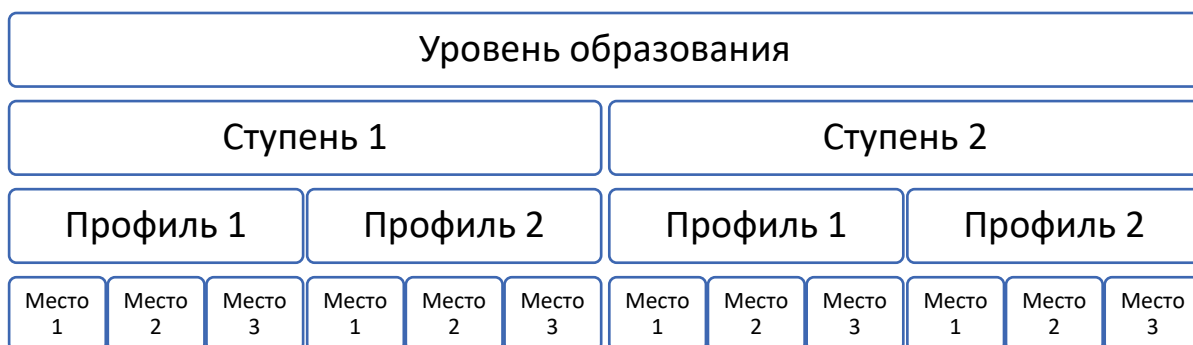 Уровень образования
Ступень 1 Ступень 2
Профиль 1 Профиль 2 Профиль 1 Профиль 2
Место Место Место Место Место Место Место Место Место Место Место Место
1 2 3 1 2 3 1 2 3 1 2 3